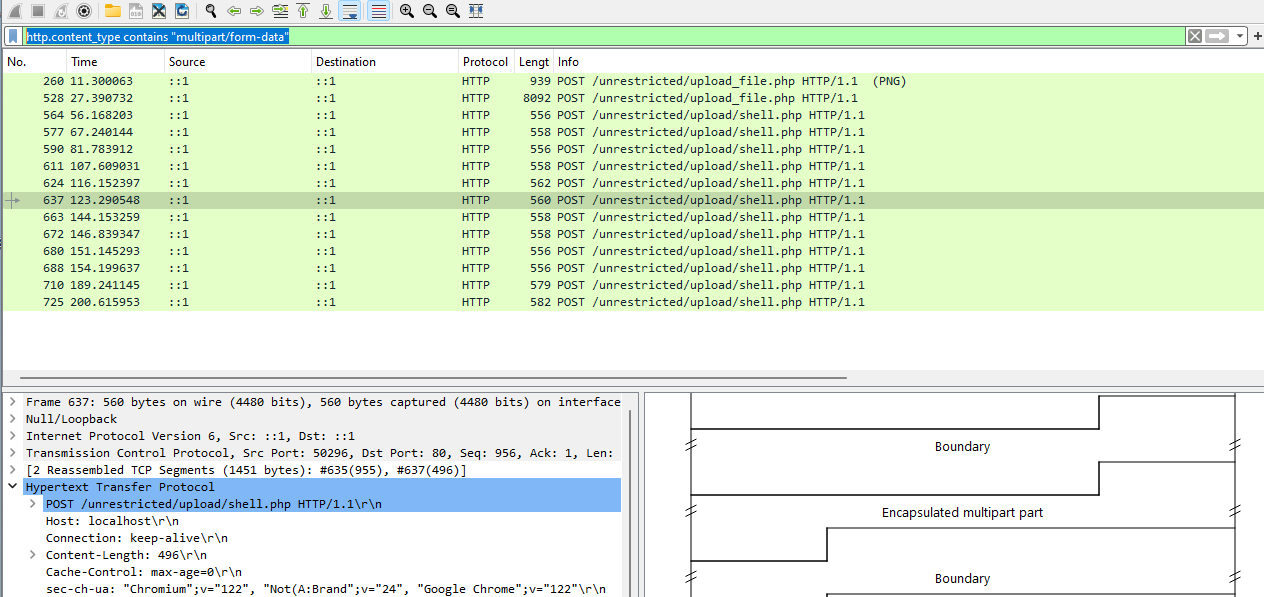 http.content_type contains "multipart/form-data"
No. Time Source Destination Protocol Lengt Info
260 11.300063 ::1 ::1 HTTP 939 POST /unrestricted/upload_file.php HTTP/1.1 (PNG)
528 27.390732 ::1 ::1 HTTP 8092 POST /unrestricted/upload_file.php HTTP/1.1
564 56.168203 ::1 ::1 HTTP 556 POST /unrestricted/upload/shell.php HTTP/1.1
577 67.240144 ::1 ::1 HTTP 558 POST /unrestricted/upload/shell.php HTTP/1.1
590 81.783912 ::1 ::1 HTTP 556 POST /unrestricted/upload/shell.php HTTP/1.1
611 107.609031 ::1 ::1 HTTP 558 POST /unrestricted/upload/shell.php HTTP/1.1
624 116.152397 ::1 ::1 HTTP 562 POST /unrestricted/upload/shell.php HTTP/1.1
637 123.290548 ::1 ::1 HTTP 560 POST /unrestricted/upload/shell.php HTTP/1.1
663 144.153259 ::1 ::1 HTTP 558 POST /unrestricted/upload/shell.php HTTP/1.1
672 146.839347 ::1 ::1 HTTP 558 POST /unrestricted/upload/shell.php HTTP/1.1
680 151.145293 ::1 ::1 HTTP 556 POST /unrestricted/upload/shell.php HTTP/1.1
688 154.199637 ::1 ::1 HTTP 556 POST /unrestricted/upload/shell.php HTTP/1.1
710 189.241145 ::1 ::1 HTTP 579 POST /unrestricted/upload/shell.php HTTP/1.1
725 200.615953 ::1 ::1 HTTP 582 POST /unrestricted/upload/shell.php HTTP/1.1
Frame 637: 560 bytes on wire (4480 bits), 560 bytes captured (4480 bits) on interface
Null/Loopback
Internet Protocol Version 6, Src: ::1, Dst: ::1
Transmission Control Protocol, Src Port: 50296, Dst Port: 80, Seq: 956, Ack: 1, Len:
[2 Reassembled TCP Segments (1451 bytes): #635(955), #637(496)]
Hypertext Transfer Protocol
POST /unrestricted/upload/shell.php HTTP/1.1\r\n
Host: localhost\r\n
Connection: keep-alive\r\n
Content-Length: 496\r\n
Cache-Control: max-age=0\r\n
sec-ch-ua: "Chromium";v="122", "Not(A:Brand";v="24", "Google Chrome";v="122"\r\n
Boundary
Encapsulated multipart part
Boundary